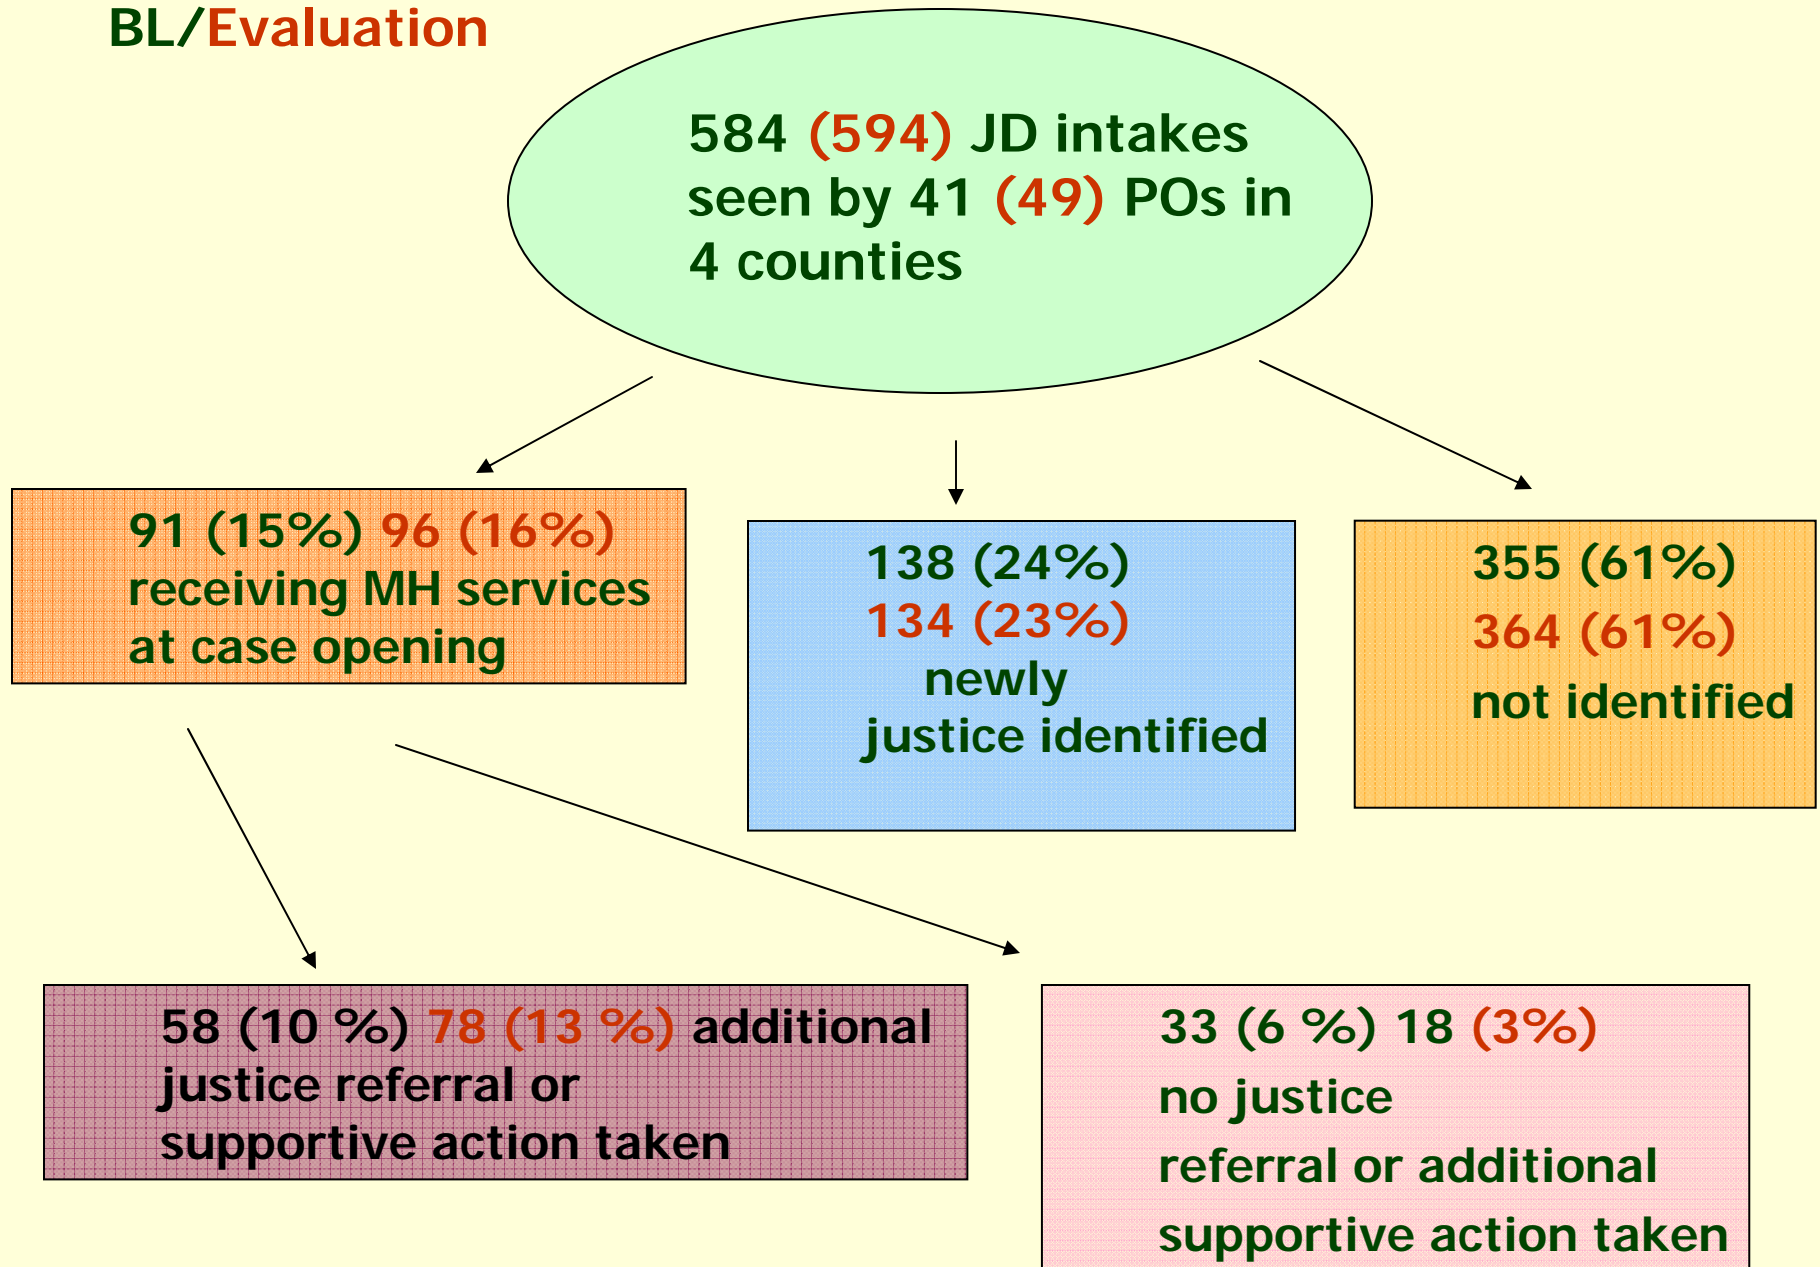 BL/Evaluation
584 (594) JD intakes
seen by 41 (49) POs in
4 counties
91 (15%) 96 (16%)
receiving MH services
at case opening
138 (24%)
134 (23%)
newly
justice identified
355 (61%)
364 (61%)
not identified
58 (10 %) 78 (13 %) additional
justice referral or
supportive action taken
33 (6 %) 18 (3%)
no justice
referral or additional
supportive action taken